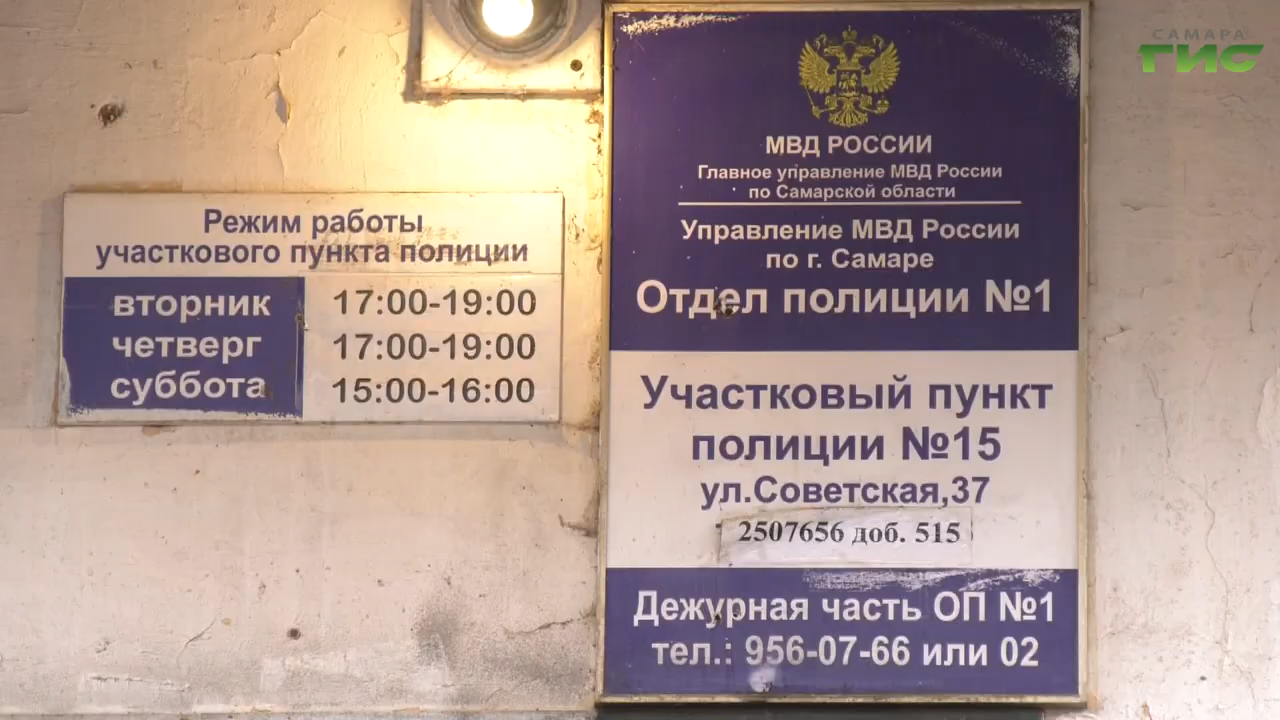 САМАРА
ГИС
Режим работы
участкового пункта полиции
вторник 17:00-19:00
четверг 17:00-19:00
суббота 15:00-16:00
МВД РОССИИ
Главное управление МВД России
по Самарской области
Управление МВД России
по г. Самаре
Отдел полиции №1
Участковый пункт
полиции №15
ул.Советская,37
2507656 доб. 515
Дежурная часть ОП №1
тел.: 956-07-66 или 02